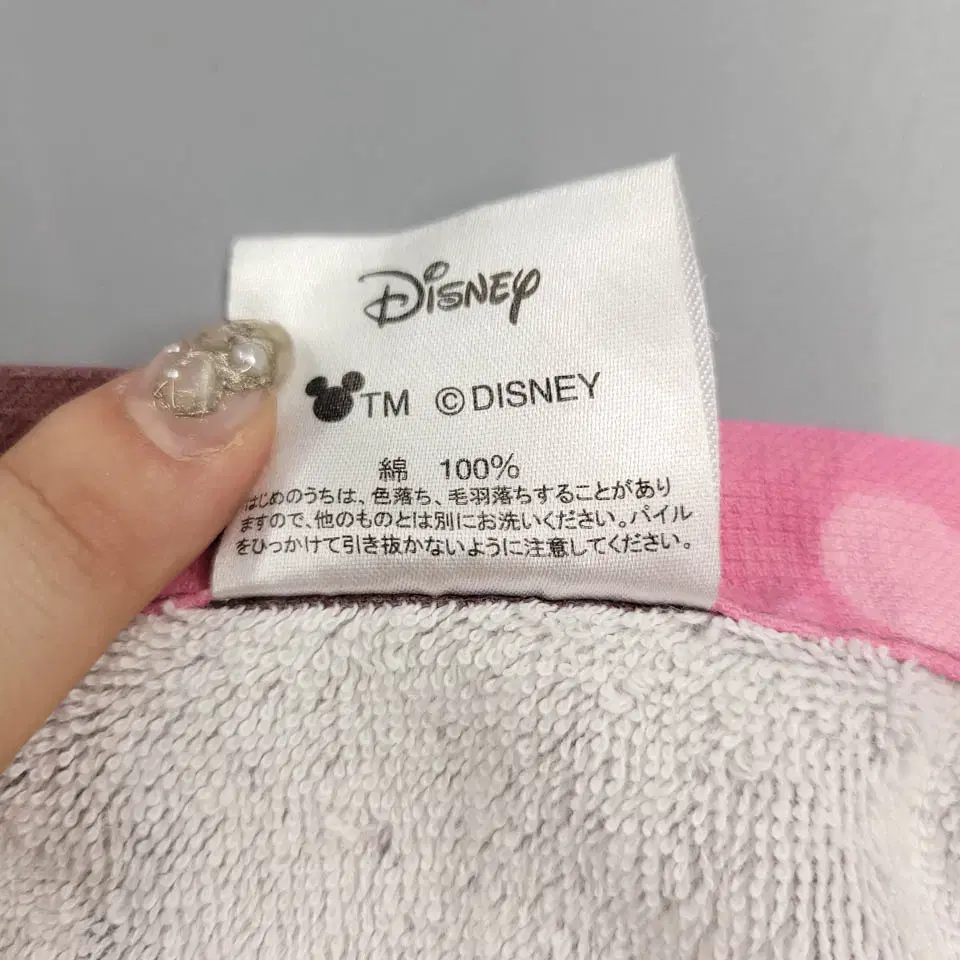 Disney
TM © DISNEY
綿 100%
はじめのうちは、色落ち、毛羽落ちすることがあり
ますので、他のものとは別にお洗いください。パイル
をひっかけて引き抜かないように注意してください。